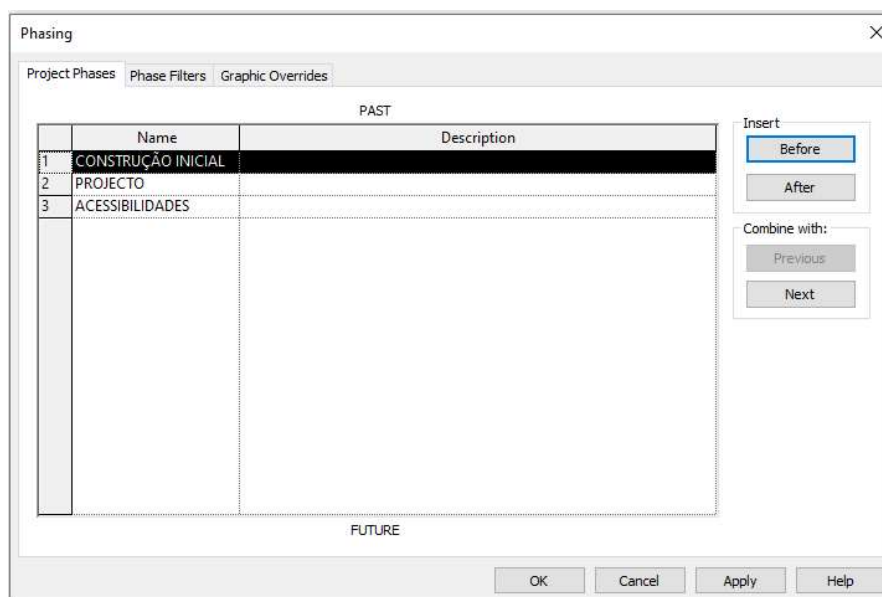 Phasing
Project Phases Phase Filters Graphic Overrides
PAST
Name Description
1 CONSTRUÇÃO INICIAL
2 PROJECTO
3 ACESSIBILIDADES
FUTURE
Insert
Before
After
Combine with:
Previous
Next
OK Cancel Apply Help